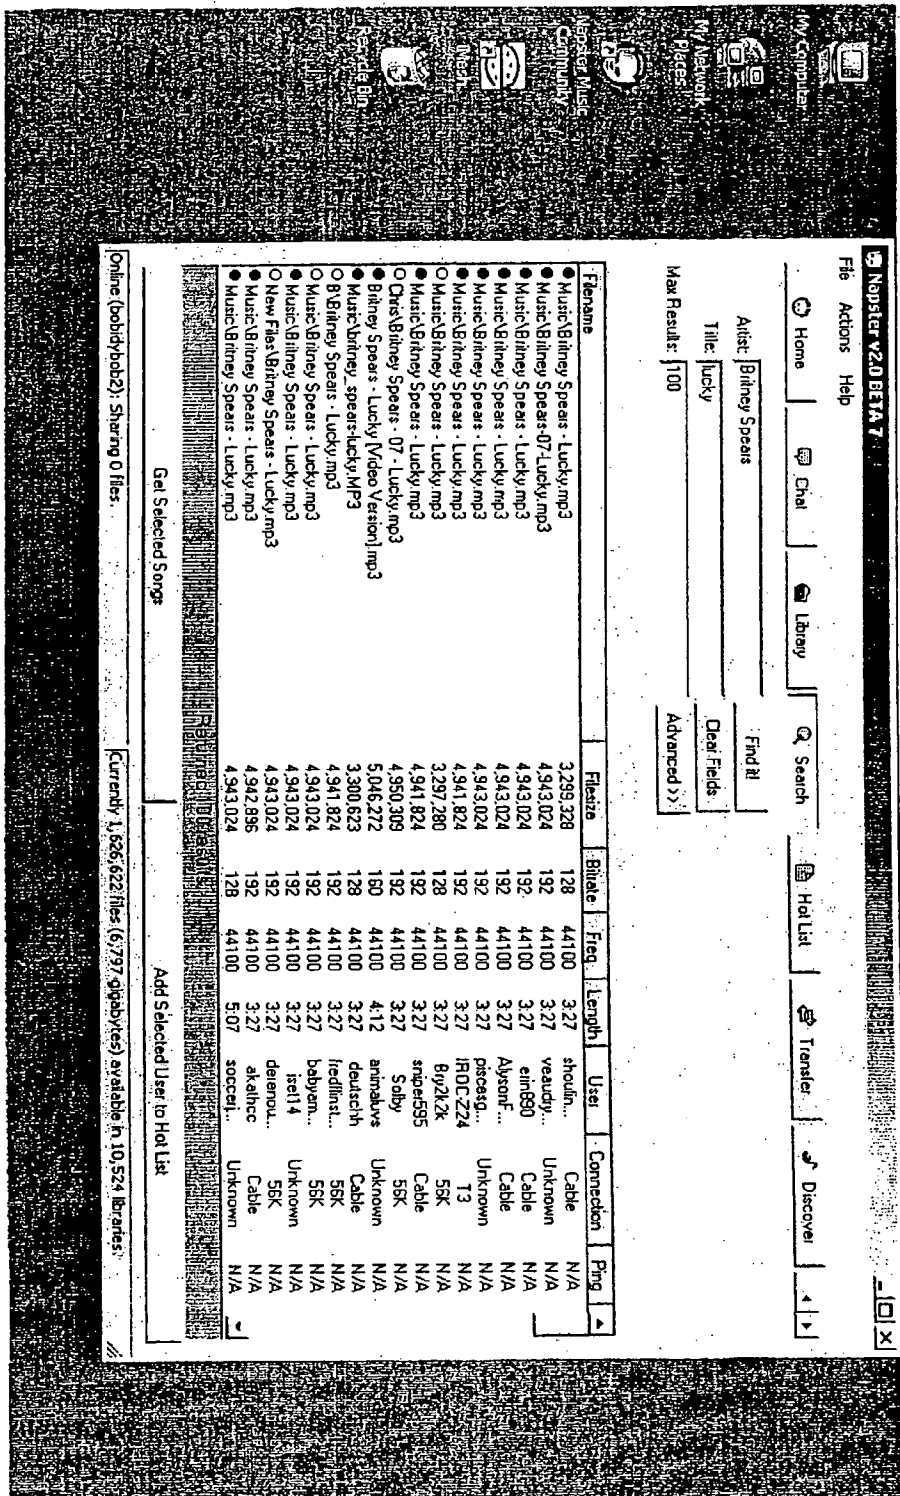 My Computer
My Network
Places
Napster Music
Community
Recycle Bin
Napster v2.0 BETA 7
File Actions Help
Home Chat Library Search Hot List Transfer Discover
Artist: Britney Spears Find it!
Title: lucky Clear Fields
Max Results: 100 Advanced >>
Filename Filesize Bitrate Freq Length User Connection Ping
Music\Britney Spears - Lucky.mp3 3,299,328 128 44100 3:27 shoulin... Cable N/A
Music\Britney Spears-07-Lucky.mp3 4,943,024 192 44100 3:27 veaudry... Unknown N/A
Music\Britney Spears - Lucky.mp3 4,943,024 192 44100 3:27 eiin890 Cable N/A
Music\Britney Spears - Lucky.mp3 4,943,024 192 44100 3:27 AlysonF... Cable N/A
Music\Britney Spears - Lucky.mp3 4,943,024 192 44100 3:27 piscesg... Unknown N/A
Music\Britney Spears - Lucky.mp3 4,941,824 192 44100 3:27 T3 N/A
Music\Britney Spears - Lucky.mp3 3,297,280 128 44100 3:27 Bry2k2k 56K N/A
Music\Britney Spears - Lucky.mp3 4,941,824 192 44100 3:27 sniper595 Cable N/A
Chris\Britney Spears - 07 - Lucky.mp3 4,950,309 192 44100 3:27 Solby 56K N/A
Britney Spears - Lucky [Video Version].mp3 5,046,272 160 44100 4:12 animaluvs Unknown N/A
Music\britney_spears-lucky.MP3 3,300,623 128 44100 3:27 deutschh Cable N/A
B\Britney Spears - Lucky.mp3 4,941,824 192 44100 3:27 fredflinst... 56K N/A
Music\Britney Spears - Lucky.mp3 4,943,024 192 44100 3:27 babyam... 56K N/A
Music\Britney Spears - Lucky.mp3 4,943,024 192 44100 3:27 iset14 Unknown N/A
New Files\Britney Spears - Lucky.mp3 4,943,024 192 44100 3:27 56K N/A
Music\Britney Spears - Lucky.mp3 4,942,896 192 44100 3:27 akathcc Cable N/A
Music\Britney Spears - Lucky.mp3 4,943,024 128 44100 5:07 soccerj... Unknown N/A
Get Selected Songs Add Selected User to Hot List
Online (bobidybob2): Sharing 0 files. Currently 1,626,622 files (6,797 gigabytes) available in 10,524 libraries.